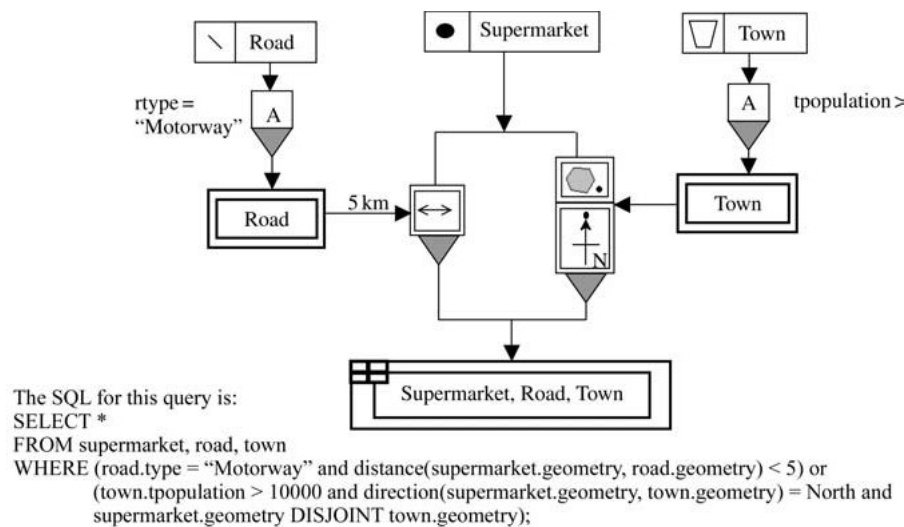 Road
Supermarket
Town
rtype =
"Motorway"
A
A
tpopulation >
Road
5 km
Town
N
Supermarket, Road, Town
The SQL for this query is:
SELECT *
FROM supermarket, road, town
WHERE (road.type = "Motorway" and distance(supermarket.geometry, road.geometry) < 5) or
(town.tpopulation > 10000 and direction(supermarket.geometry, town.geometry) = North and
supermarket.geometry DISJOINT town.geometry);